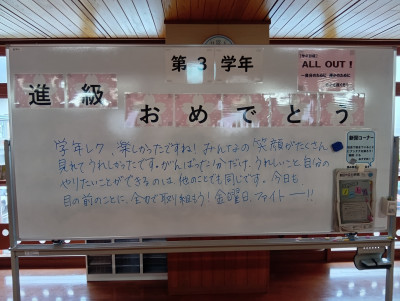 第3学年
ALL OUT!
進級
おめでとう
学年レク 楽しかったですね! みんなの笑顔がたくさん
見れてうれしかったです。がんばった分だけ、うれしいこと、自分の
やりたいことができるのは、他のことでも同じです。今日も
目の前のことに、全力で取り組もう! 金曜日、ファイトー!!